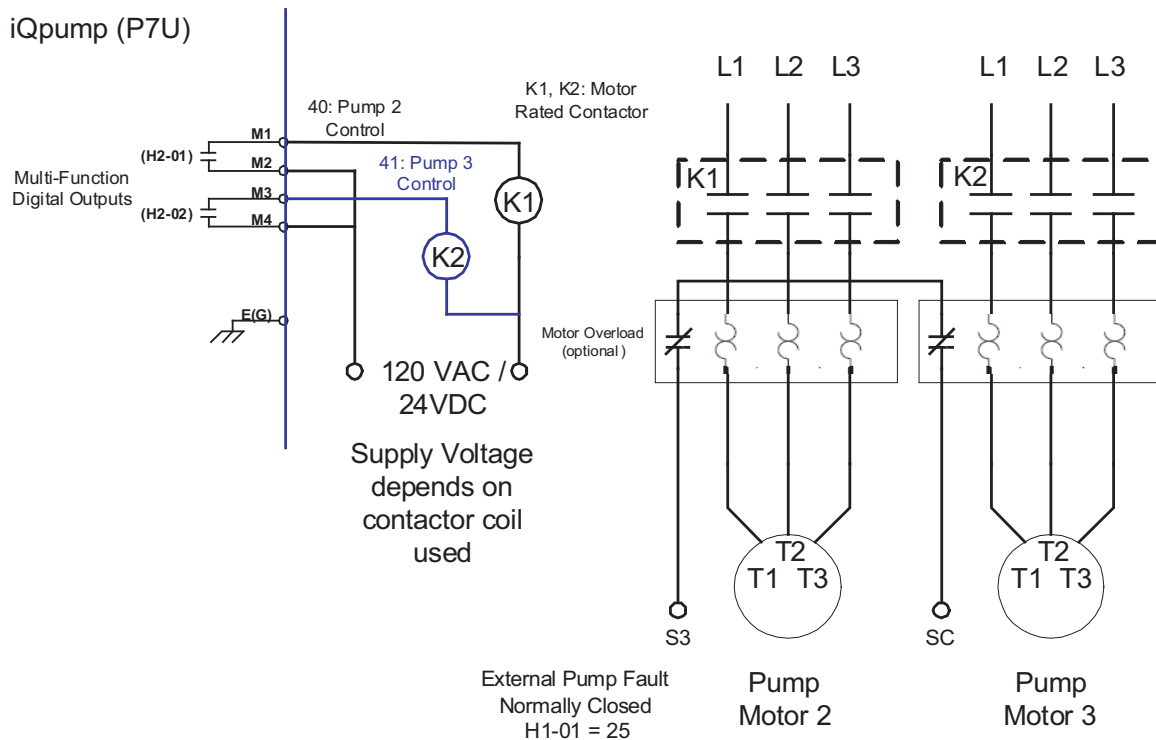 iQpump (P7U)
Multi-Function
Digital Outputs
(H2-01)
(H2-02)
M1
M2
M3
M4
E(G)
40: Pump 2
Control
41: Pump 3
Control
K1
K2
120 VAC /
24VDC
Supply Voltage
depends on
contactor coil
used
K1, K2: Motor
Rated Contactor
L1 L2 L3
L1 L2 L3
K1
K2
Motor Overload
(optional )
T1 T2 T3
T1 T2 T3
S3
SC
External Pump Fault
Normally Closed
H1-01 = 25
Pump
Motor 2
Pump
Motor 3